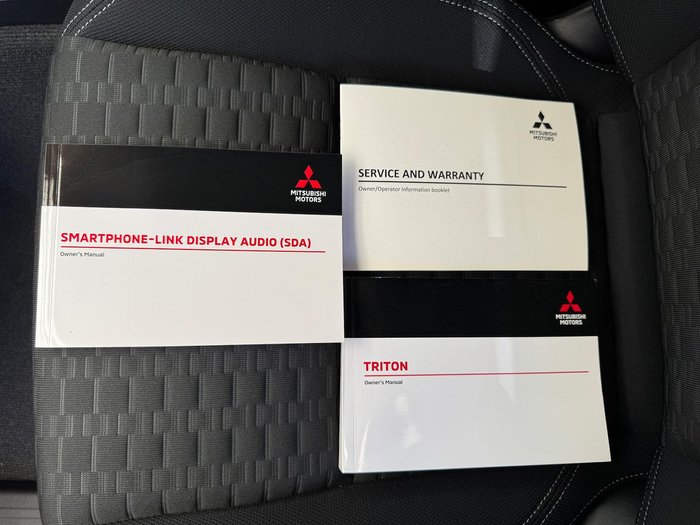 MITSUBISHI
MOTORS
SERVICE AND WARRANTY
Owner/Operator information booklet
MITSUBISHI
MOTORS
SMARTPHONE-LINK DISPLAY AUDIO (SDA)
Owner's Manual
MITSUBISHI
MOTORS
TRITON
Owner's Manual